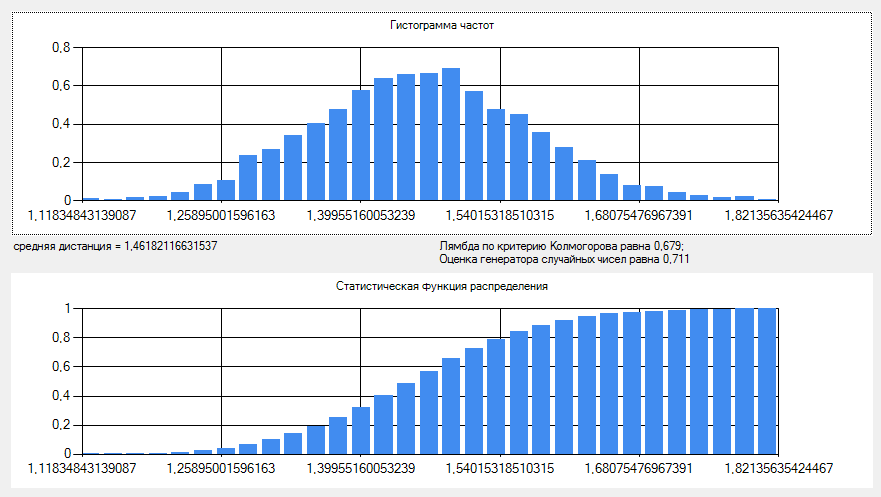 Гистограмма частот
0,8
0,6
0,4
0,2
0
1,11834843139087 1,25895001596163 1,39955160053239 1,54015318510315 1,68075476967391 1,82135635424467
средняя дистанция = 1,46182116631537
Лямбда по критерию Колмогорова равна 0,679;
Оценка генератора случайных чисел равна 0,711
Статистическая функция распределения
1
0,8
0,6
0,4
0,2
0
1,11834843139087 1,25895001596163 1,39955160053239 1,54015318510315 1,68075476967391 1,82135635424467